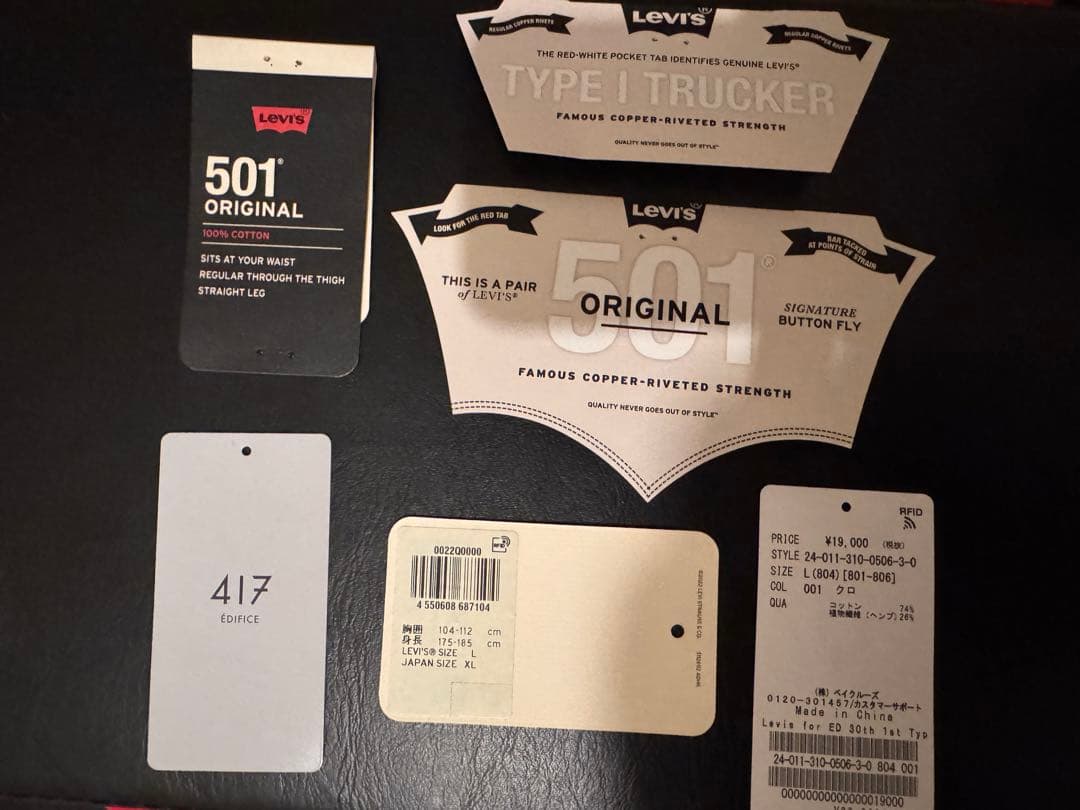 Levi's®
501®
ORIGINAL
100% COTTON
SITS AT YOUR WAIST
REGULAR THROUGH THE THIGH
STRAIGHT LEG
REGULAR COPPER RIVETS
Levi's®
REGULAR COPPER RIVETS
THE RED-WHITE POCKET TAB IDENTIFIES GENUINE LEVI'S®
TYPE I TRUCKER
FAMOUS COPPER-RIVETED STRENGTH
QUALITY NEVER GOES OUT OF STYLE™
LOOK FOR THE RED TAB
Levi's®
BAR TACKED
AT POINTS OF STRAIN
THIS IS A PAIR
of LEVI'S®
501®
ORIGINAL
SIGNATURE
BUTTON FLY
FAMOUS COPPER-RIVETED STRENGTH
QUALITY NEVER GOES OUT OF STYLE™
417
ÉDIFICE
RFID
0022Q0000
4 550608 687104
胸囲 104-112 cm
身長 175-185 cm
LEVI'S® SIZE L
JAPAN SIZE XL
LEVI STRAUSS & CO.
RFID
PRICE ¥19,000 (税抜)
STYLE 24-011-310-0506-3-0
SIZE L(804)[801-806]
COL 001 クロ
QUA コットン 74%
植物繊維(ヘンプ)26%
(株)ベイクルーズ
0120-301457/カスタマーサポート
Made in China
Levis for ED 30th 1st Typ
24-011-310-0506-3-0 804 001